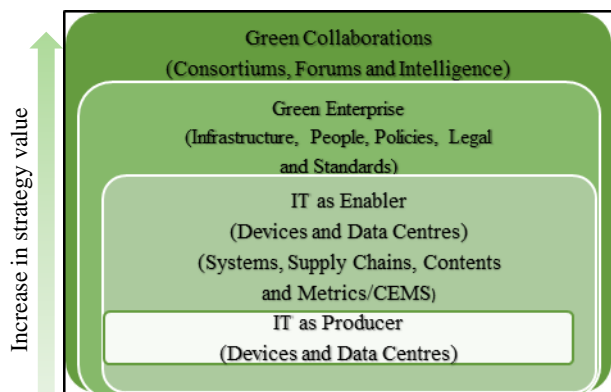 Green Collaborations
(Consortiums, Forums and Intelligence)
Green Enterprise
(Infrastructure, People, Policies, Legal
and Standards)
IT as Enabler
(Devices and Data Centres)
(Systems, Supply Chains, Contents
and Metrics/CEMS)
IT as Producer
(Devices and Data Centres)
Increase in strategy value